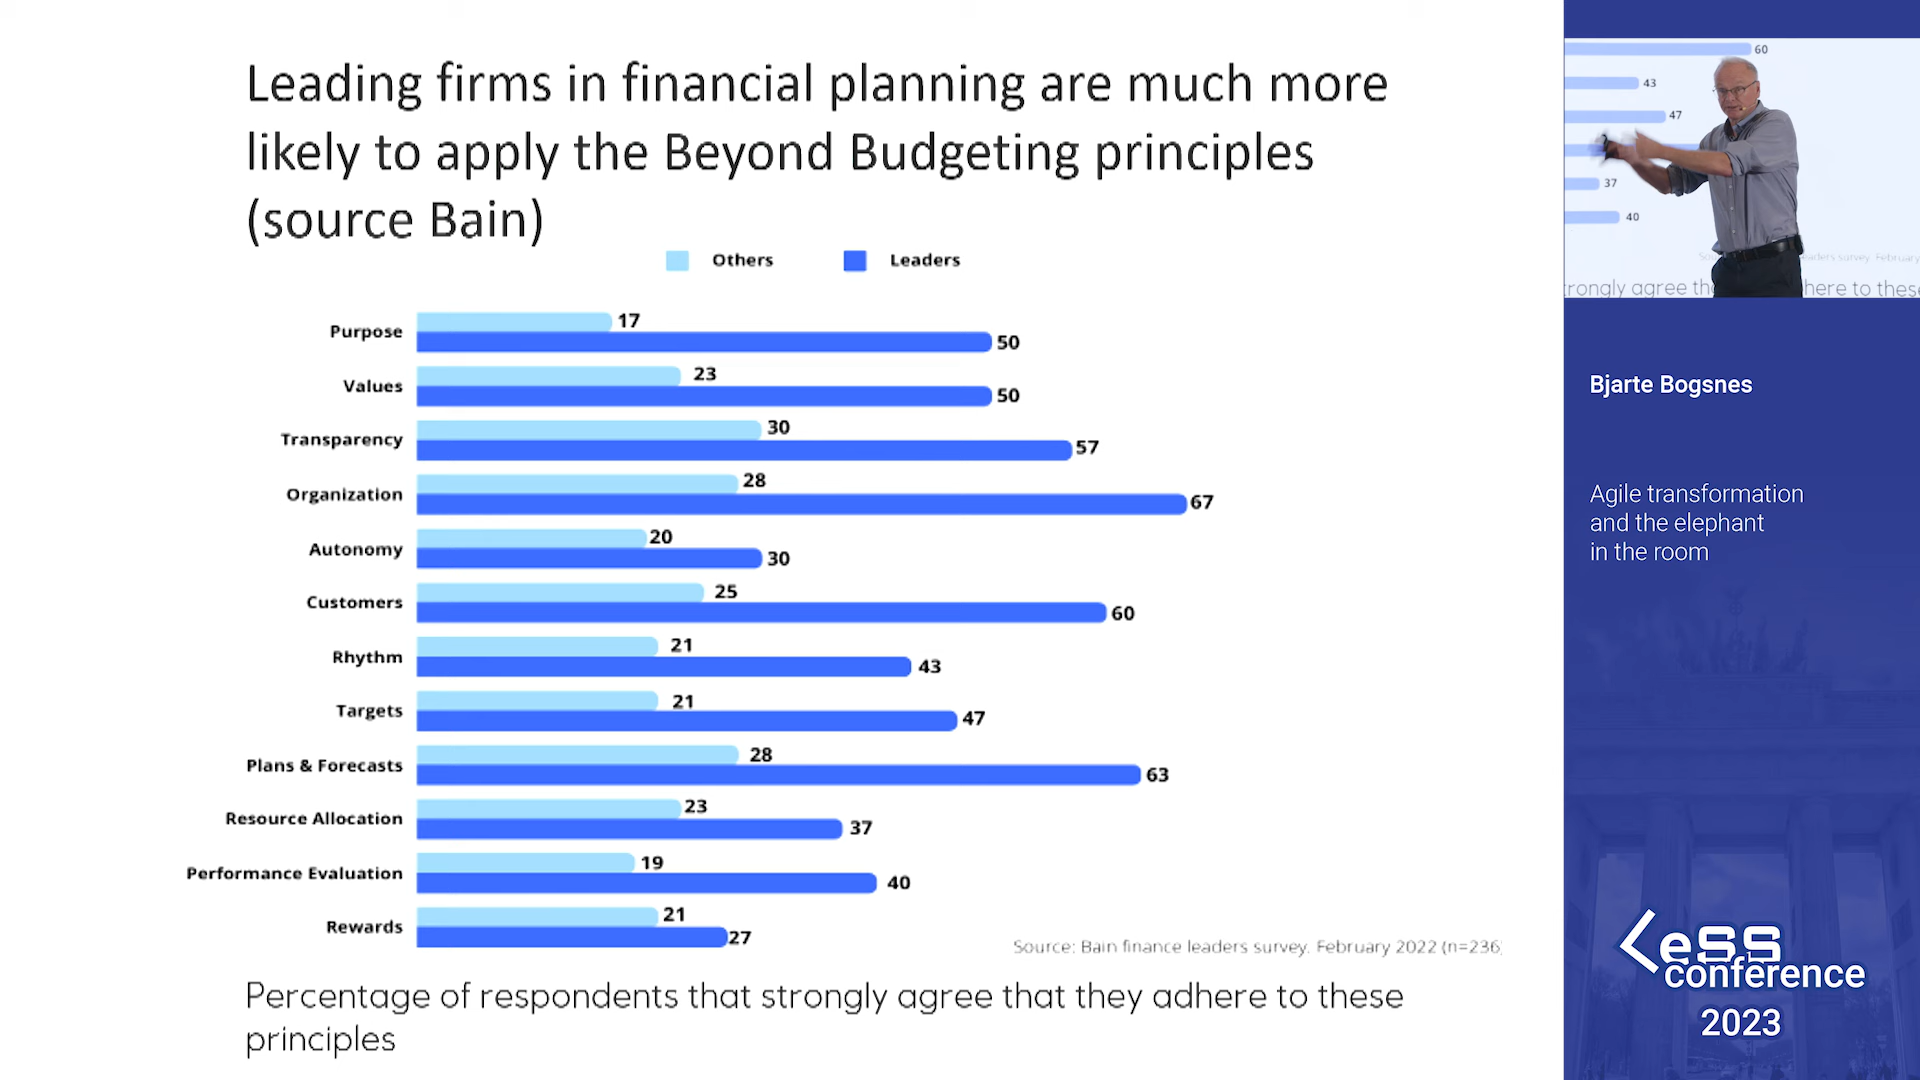 Leading firms in financial planning are much more
likely to apply the Beyond Budgeting principles
(source Bain)
Others
Leaders
Purpose
17
50
Values
23
50
Transparency
30
57
Organization
28
67
Autonomy
20
30
Customers
25
60
Rhythm
21
43
Targets
21
47
Plans & Forecasts
28
63
Resource Allocation
23
37
Performance Evaluation
19
40
Rewards
21
27
Source: Bain finance leaders survey. February 2022 (n=236)
Percentage of respondents that strongly agree that they adhere to these
principles
60
43
47
37
40
aders survey. February
rongly agree th here to these
Bjarte Bogsnes
Agile transformation
and the elephant
in the room
LeSS
conference
2023